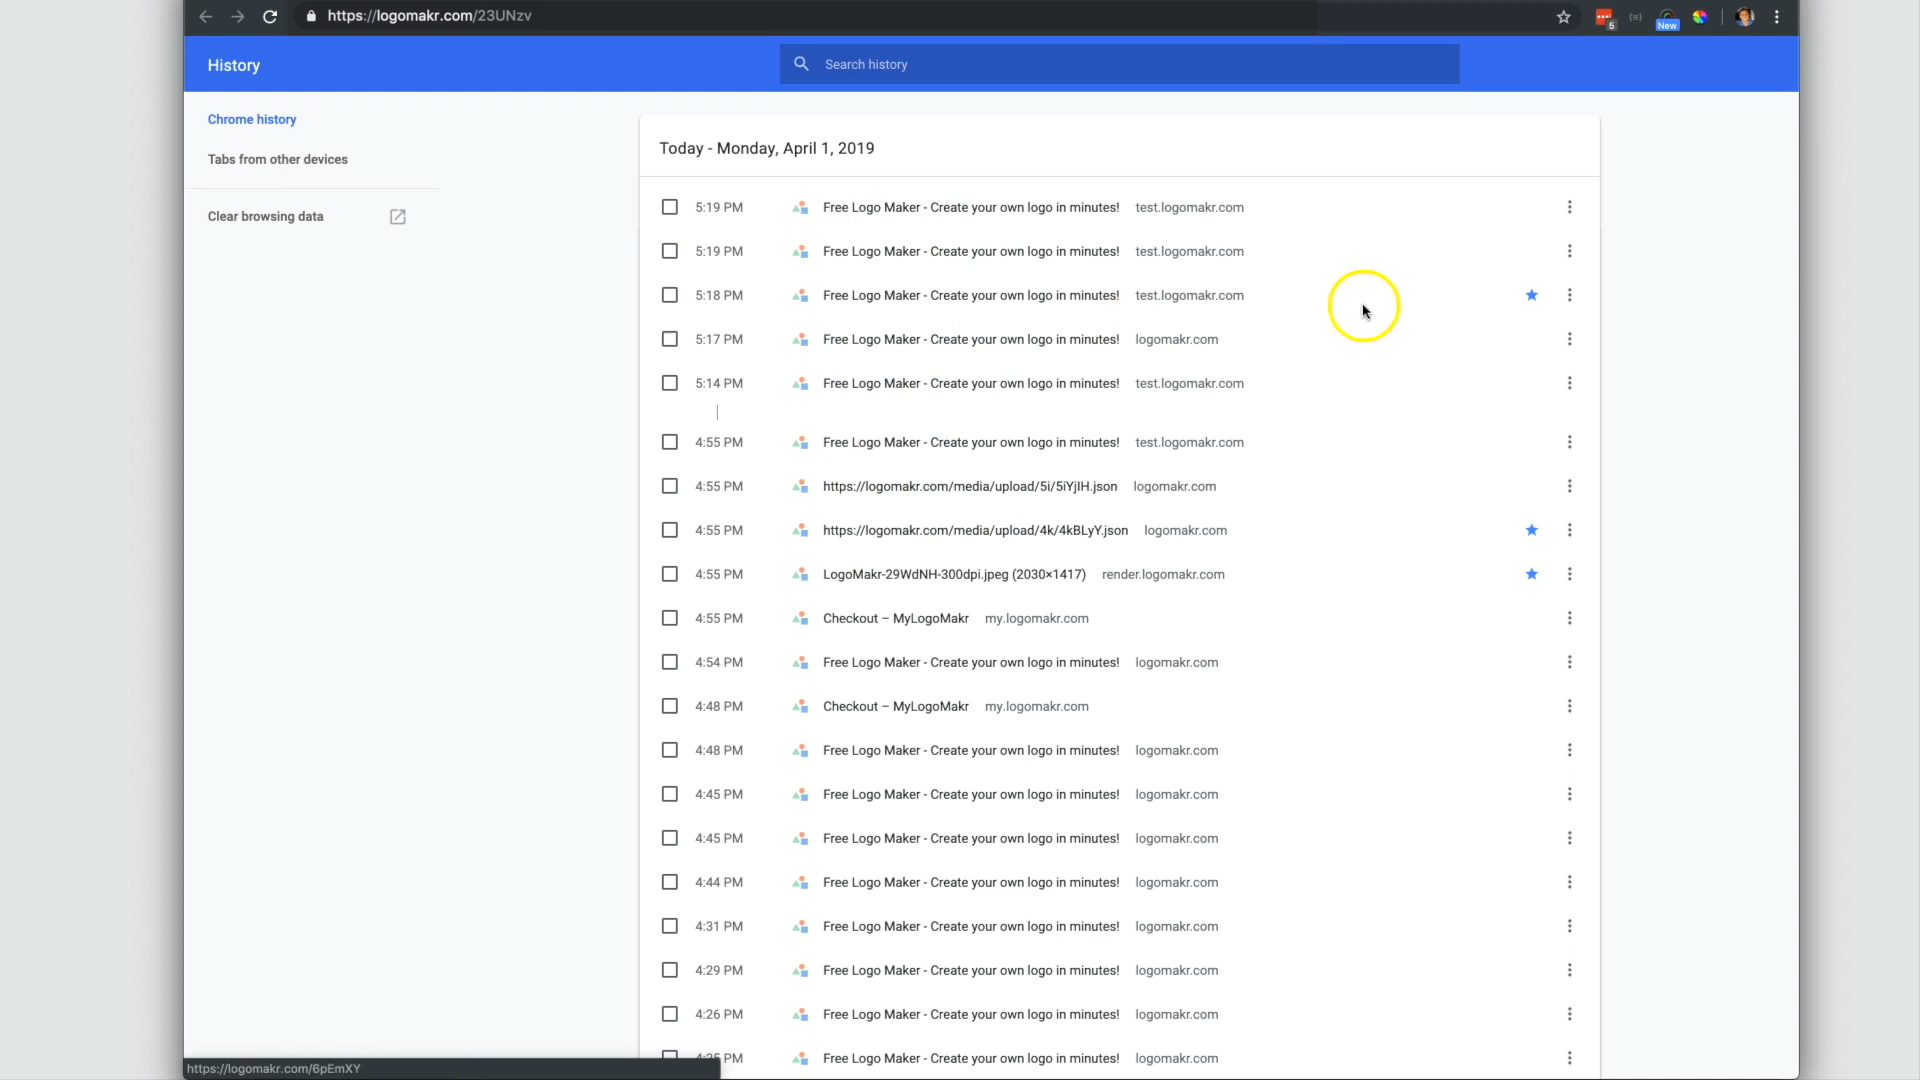 https://logomakr.com/23UNzv
5
New
History
Search history
Chrome history
Tabs from other devices
Clear browsing data
Today - Monday, April 1, 2019
5:19 PM Free Logo Maker - Create your own logo in minutes! test.logomakr.com
5:19 PM Free Logo Maker - Create your own logo in minutes! test.logomakr.com
5:18 PM Free Logo Maker - Create your own logo in minutes! test.logomakr.com
5:17 PM Free Logo Maker - Create your own logo in minutes! logomakr.com
5:14 PM Free Logo Maker - Create your own logo in minutes! test.logomakr.com
4:55 PM Free Logo Maker - Create your own logo in minutes! test.logomakr.com
4:55 PM https://logomakr.com/media/upload/5i/5iYjlH.json logomakr.com
4:55 PM https://logomakr.com/media/upload/4k/4kBLyY.json logomakr.com
4:55 PM LogoMakr-29WdNH-300dpi.jpeg (2030×1417) render.logomakr.com
4:55 PM Checkout – MyLogoMakr my.logomakr.com
4:54 PM Free Logo Maker - Create your own logo in minutes! logomakr.com
4:48 PM Checkout – MyLogoMakr my.logomakr.com
4:48 PM Free Logo Maker - Create your own logo in minutes! logomakr.com
4:45 PM Free Logo Maker - Create your own logo in minutes! logomakr.com
4:45 PM Free Logo Maker - Create your own logo in minutes! logomakr.com
4:44 PM Free Logo Maker - Create your own logo in minutes! logomakr.com
4:31 PM Free Logo Maker - Create your own logo in minutes! logomakr.com
4:29 PM Free Logo Maker - Create your own logo in minutes! logomakr.com
4:26 PM Free Logo Maker - Create your own logo in minutes! logomakr.com
4:25 PM Free Logo Maker - Create your own logo in minutes! logomakr.com
https://logomakr.com/6pEmXY